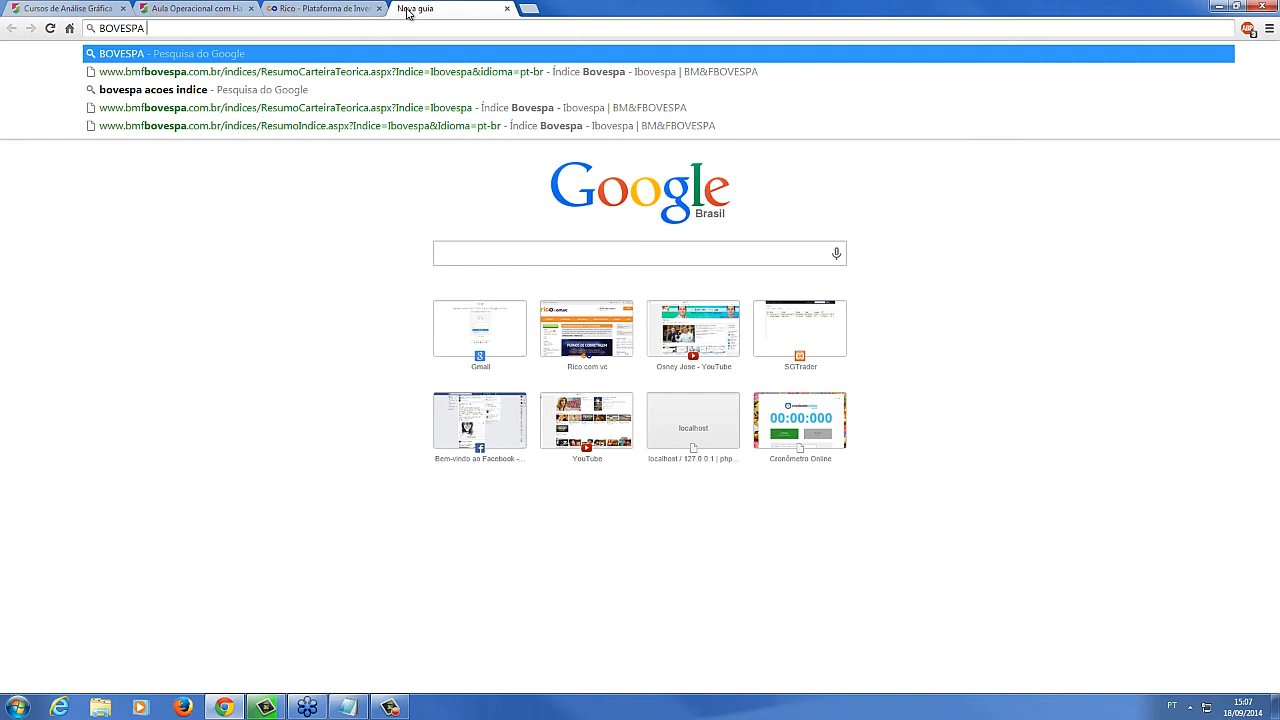 Cursos de Análise Gráfica
Aula Operacional com Ha
Rico - Plataforma de Inves
Nova guia
BOVESPA
ABP
BOVESPA - Pesquisa do Google
www.bmfbovespa.com.br/indices/ResumoCarteiraTeorica.aspx?Indice=Ibovespa&idioma=pt-br - Índice Bovespa - Ibovespa | BM&FBOVESPA
bovespa acoes indice - Pesquisa do Google
www.bmfbovespa.com.br/indices/ResumoCarteiraTeorica.aspx?Indice=Ibovespa - Índice Bovespa - Ibovespa | BM&FBOVESPA
www.bmfbovespa.com.br/indices/ResumoIndice.aspx?Indice=Ibovespa&Idioma=pt-br - Índice Bovespa - Ibovespa | BM&FBOVESPA
Google
Brasil
Gmail
Rico com vc
Osney Jose - YouTube
SGTrader
00:00:000
localhost
Bem-vindo ao Facebook -...
YouTube
localhost / 127.0.0.1 | php...
Cronômetro Online
PT
15:07
18/09/2014